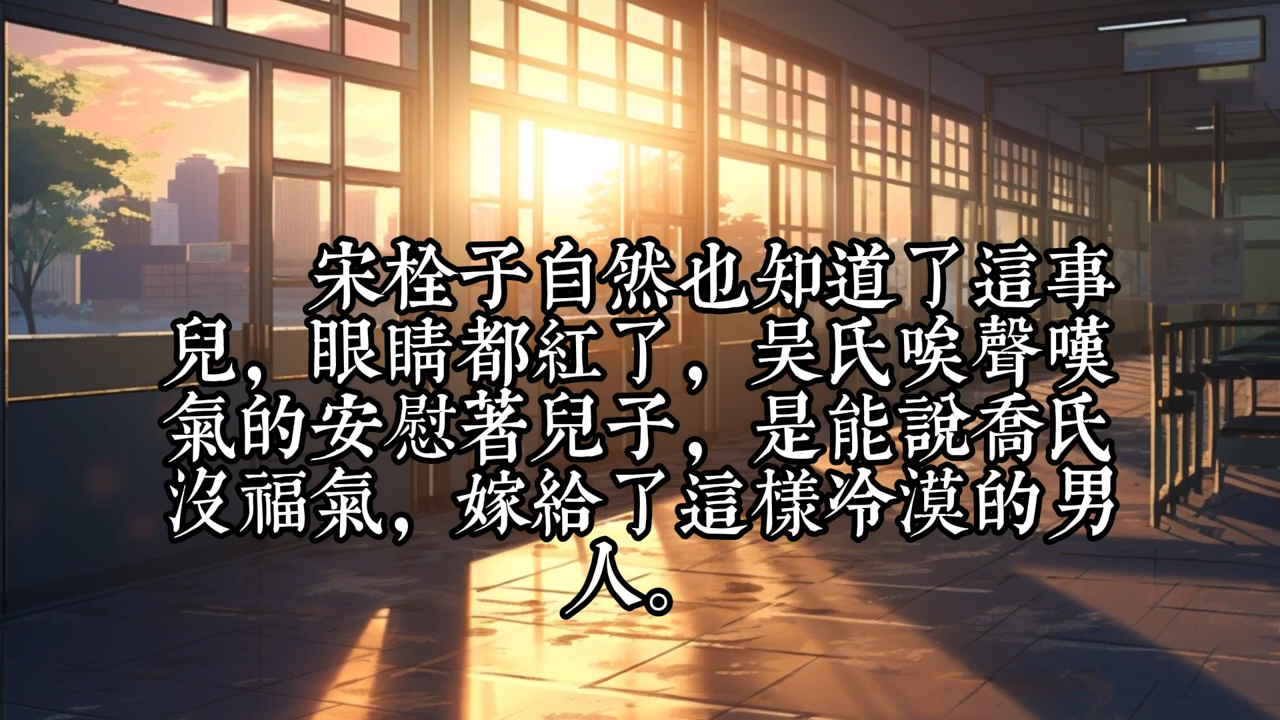 宋栓子自然也知道了這事
兒，眼睛都紅了，吴氏唉聲嘆
氣的安慰著兒子，是能說喬氏
沒福氣，嫁給了這樣冷漠的男
人。